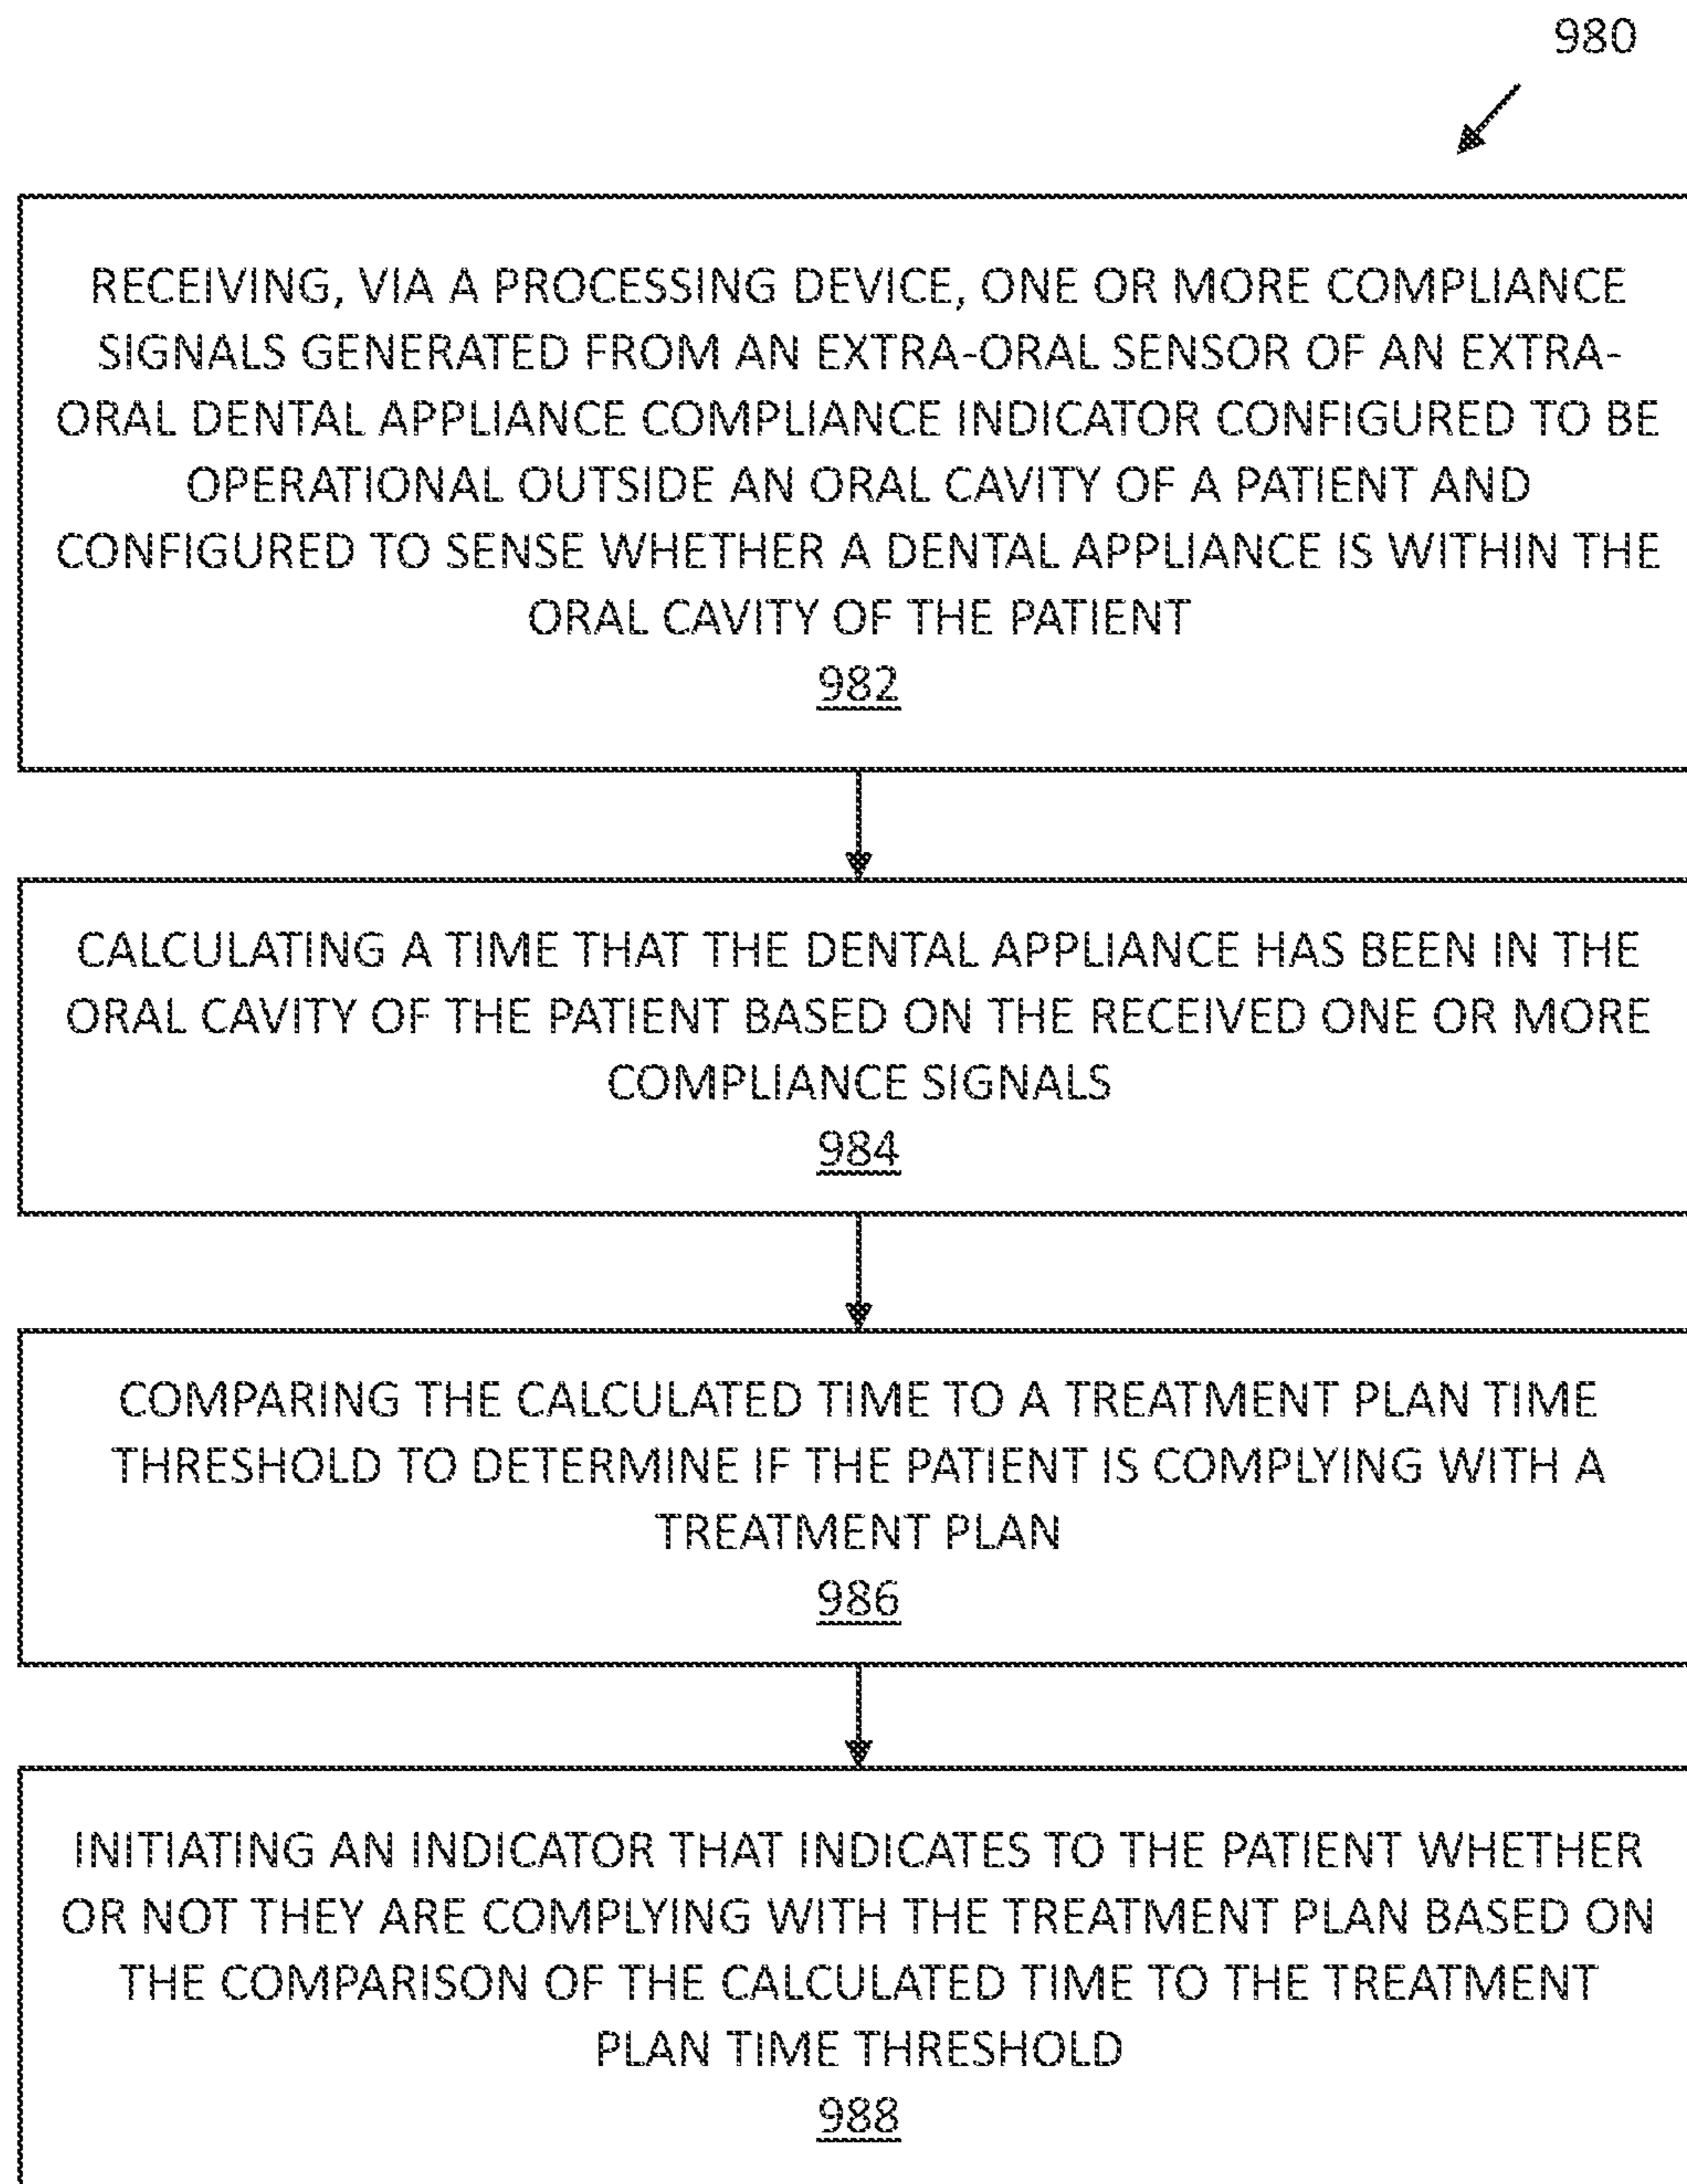 980
RECEIVING, VIA A PROCESSING DEVICE, ONE OR MORE COMPLIANCE
SIGNALS GENERATED FROM AN EXTRA-ORAL SENSOR OF AN EXTRA-
ORAL DENTAL APPLIANCE COMPLIANCE INDICATOR CONFIGURED TO BE
OPERATIONAL OUTSIDE AN ORAL CAVITY OF A PATIENT AND
CONFIGURED TO SENSE WHETHER A DENTAL APPLIANCE IS WITHIN THE
ORAL CAVITY OF THE PATIENT
982
CALCULATING A TIME THAT THE DENTAL APPLIANCE HAS BEEN IN THE
ORAL CAVITY OF THE PATIENT BASED ON THE RECEIVED ONE OR MORE
COMPLIANCE SIGNALS
984
COMPARING THE CALCULATED TIME TO A TREATMENT PLAN TIME
THRESHOLD TO DETERMINE IF THE PATIENT IS COMPLYING WITH A
TREATMENT PLAN
986
INITIATING AN INDICATOR THAT INDICATES TO THE PATIENT WHETHER
OR NOT THEY ARE COMPLYING WITH THE TREATMENT PLAN BASED ON
THE COMPARISON OF THE CALCULATED TIME TO THE TREATMENT
PLAN TIME THRESHOLD
988